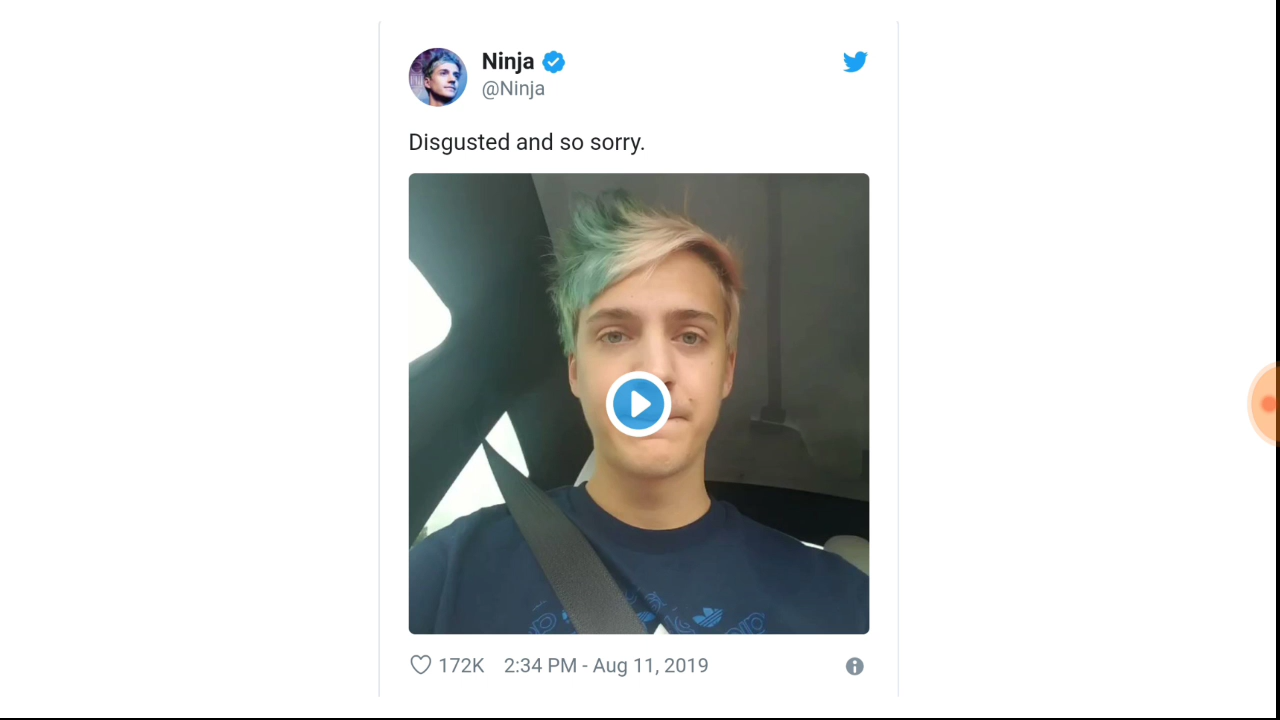 Ninja
@Ninja
Disgusted and so sorry.
172K 2:34 PM - Aug 11, 2019